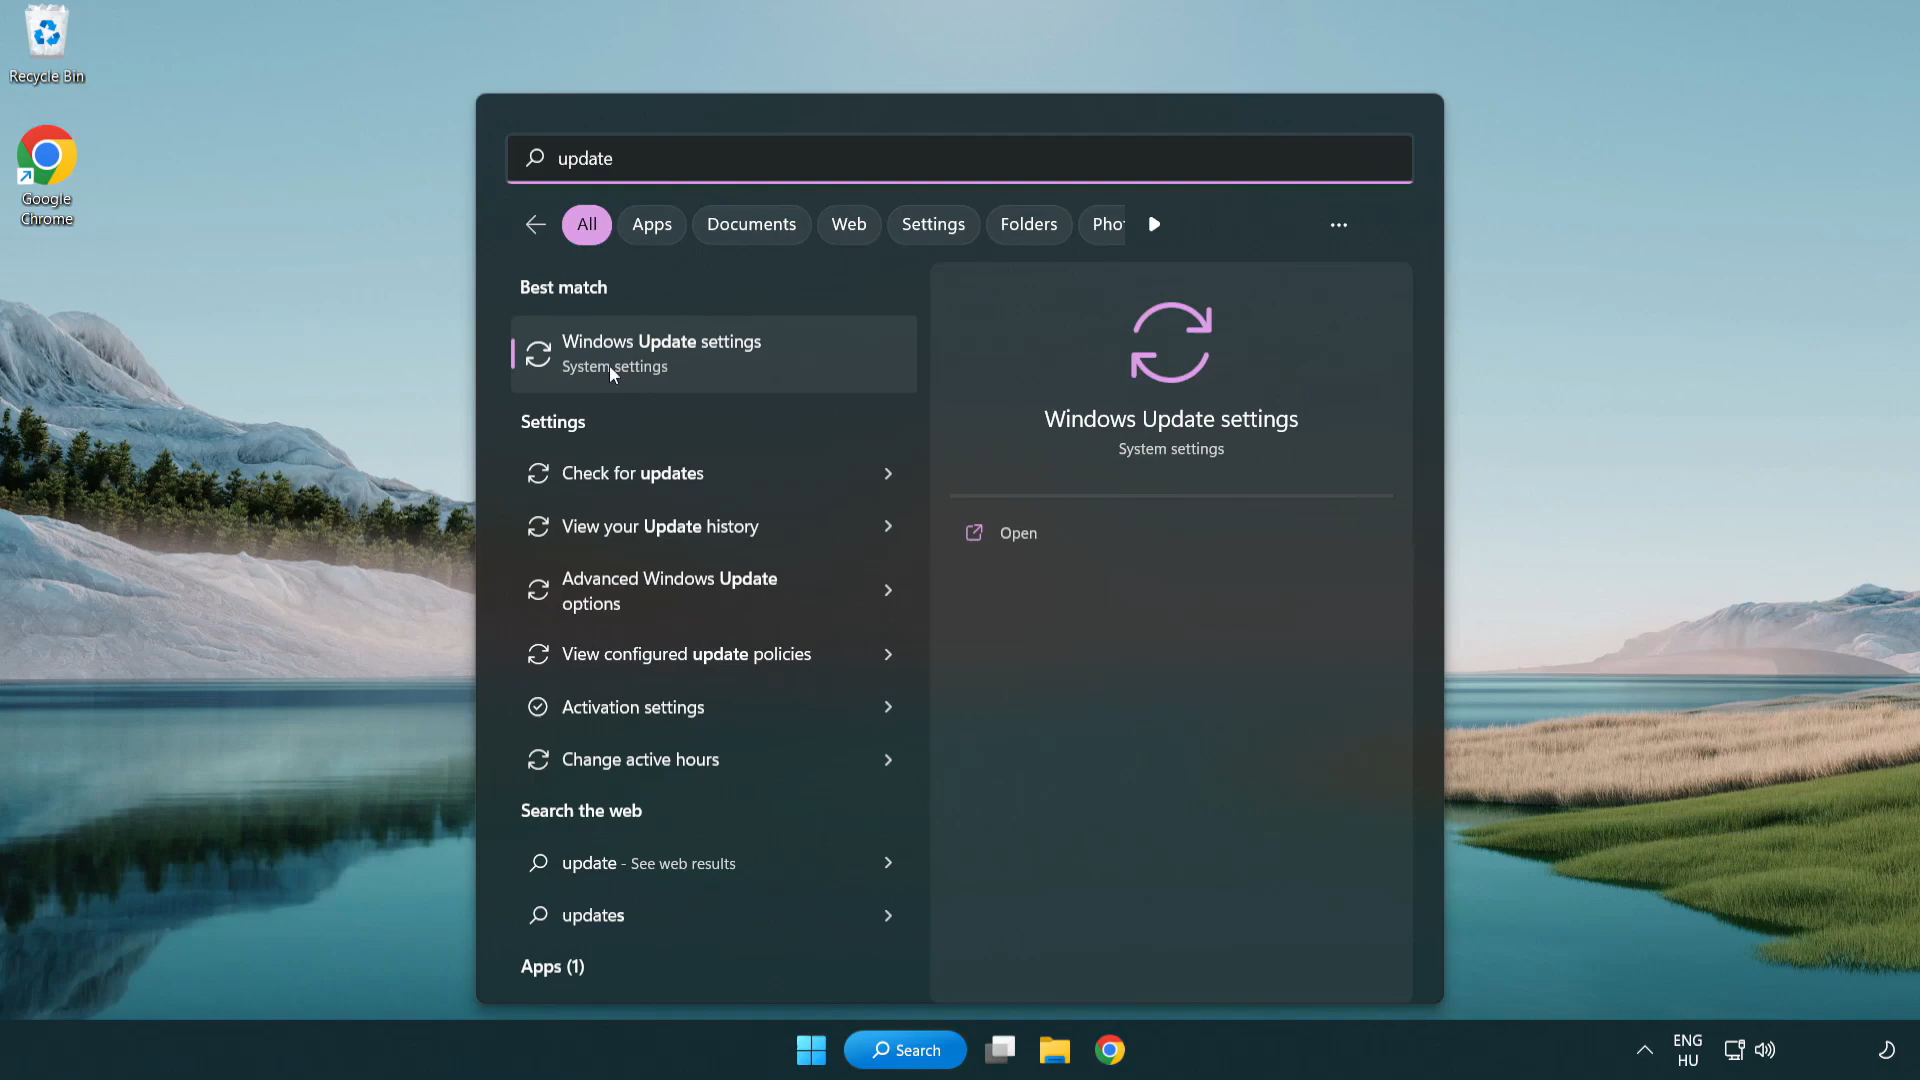 Recycle Bin
Google
Chrome
update
All
Apps
Documents
Web
Settings
Folders
Pho
Best match
Windows Update settings
System settings
Settings
Check for updates
View your Update history
Advanced Windows Update
options
View configured update policies
Activation settings
Change active hours
Search the web
update - See web results
updates
Apps (1)
Windows Update settings
System settings
Open
Search
ENG
HU